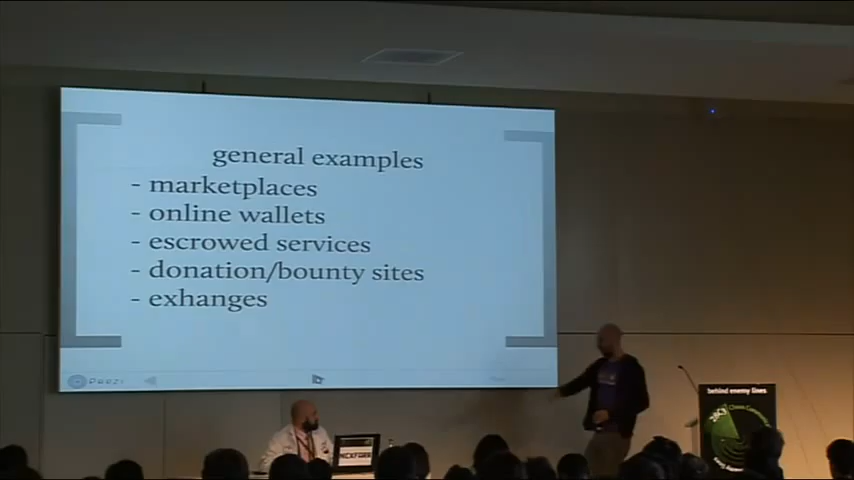 general examples
- marketplaces
- online wallets
- escrowed services
- donation/bounty sites
- exhanges
Prezi
behind enemy lines